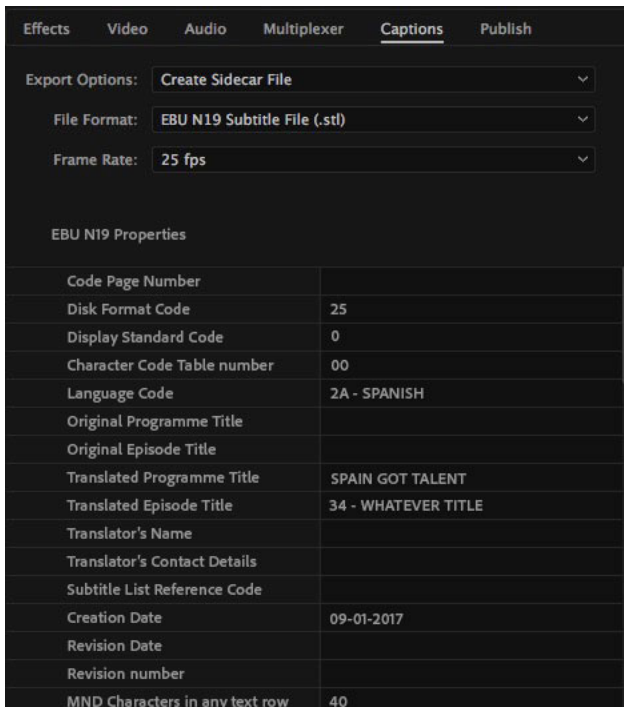 Effects Video Audio Multiplexer Captions Publish
Export Options: Create Sidecar File
File Format: EBU N19 Subtitle File (.stl)
Frame Rate: 25 fps
EBU N19 Properties
Code Page Number
Disk Format Code 25
Display Standard Code 0
Character Code Table number 00
Language Code 2A - SPANISH
Original Programme Title
Original Episode Title
Translated Programme Title SPAIN GOT TALENT
Translated Episode Title 34 - WHATEVER TITLE
Translator's Name
Translator's Contact Details
Subtitle List Reference Code
Creation Date 09-01-2017
Revision Date
Revision number
MND Characters in any text row 40